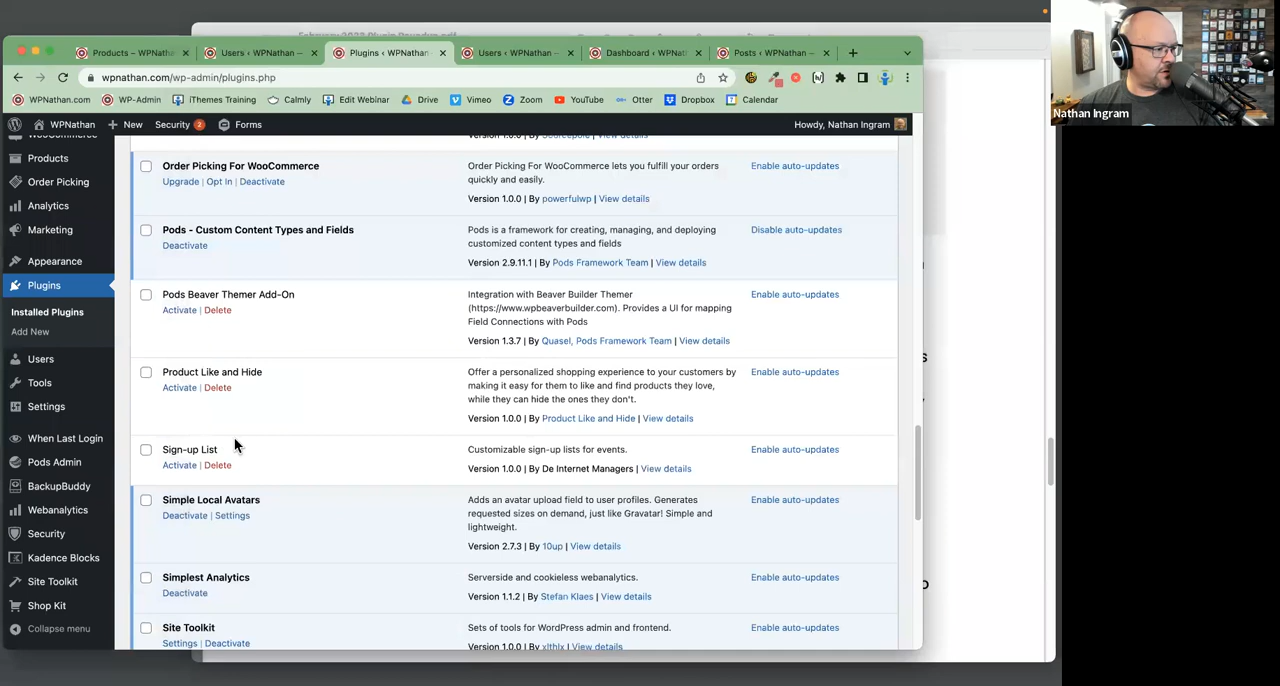 Products – WPNathan
Users ‹ WPNathan —
Plugins ‹ WPNathan
Users ‹ WPNathan —
Dashboard ‹ WPNat
Posts ‹ WPNathan —
wpnathan.com/wp-admin/plugins.php
WPNathan.com
WP-Admin
iThemes Training
Calmly
Edit Webinar
Drive
Vimeo
Zoom
YouTube
Otter
Dropbox
Calendar
WPNathan
New
Security 2
Forms
Howdy, Nathan Ingram
Nathan Ingram
WooCommerce
Products
Order Picking
Analytics
Marketing
Appearance
Plugins
Installed Plugins
Add New
Users
Tools
Settings
When Last Login
Pods Admin
BackupBuddy
Webanalytics
Security
Kadence Blocks
Site Toolkit
Shop Kit
Collapse menu
Order Picking For WooCommerce
Upgrade | Opt In | Deactivate
Order Picking For WooCommerce lets you fulfill your orders
quickly and easily.
Version 1.0.0 | By powerfulwp | View details
Enable auto-updates
Pods - Custom Content Types and Fields
Deactivate
Pods is a framework for creating, managing, and deploying
customized content types and fields
Version 2.9.11.1 | By Pods Framework Team | View details
Disable auto-updates
Pods Beaver Themer Add-On
Activate | Delete
Integration with Beaver Builder Themer
(https://www.wpbeaverbuilder.com). Provides a UI for mapping
Field Connections with Pods
Version 1.3.7 | By Quasel, Pods Framework Team | View details
Enable auto-updates
Product Like and Hide
Activate | Delete
Offer a personalized shopping experience to your customers by
making it easy for them to like and find products they love,
while they can hide the ones they don't.
Version 1.0.0 | By Product Like and Hide | View details
Enable auto-updates
Sign-up List
Activate | Delete
Customizable sign-up lists for events.
Version 1.0.0 | By De Internet Managers | View details
Enable auto-updates
Simple Local Avatars
Deactivate | Settings
Adds an avatar upload field to user profiles. Generates
requested sizes on demand, just like Gravatar! Simple and
lightweight.
Version 2.7.3 | By 10up | View details
Enable auto-updates
Simplest Analytics
Deactivate
Serverside and cookieless webanalytics.
Version 1.1.2 | By Stefan Klaes | View details
Enable auto-updates
Site Toolkit
Settings | Deactivate
Sets of tools for WordPress admin and frontend.
Version 1.0.0 | By xlthlx | View details
Enable auto-updates